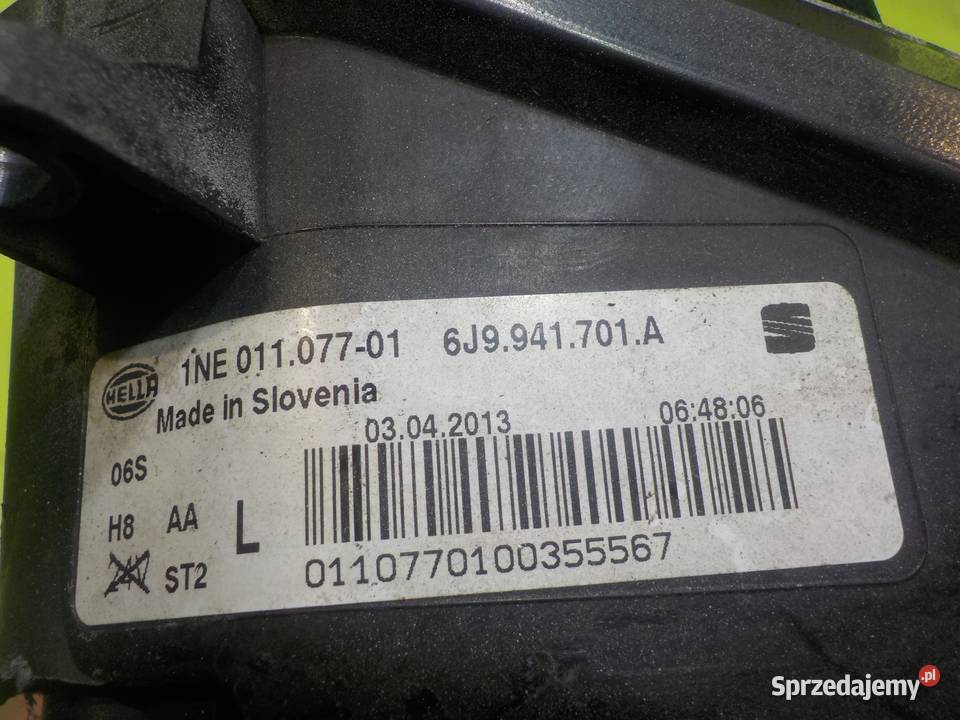 HELLA 1NE 011.077-01 6J9.941.701.A
Made in Slovenia
03.04.2013 06:48:06
06S
H8 AA L
24V ST2
0110770100355567
Sprzedajemy.pl